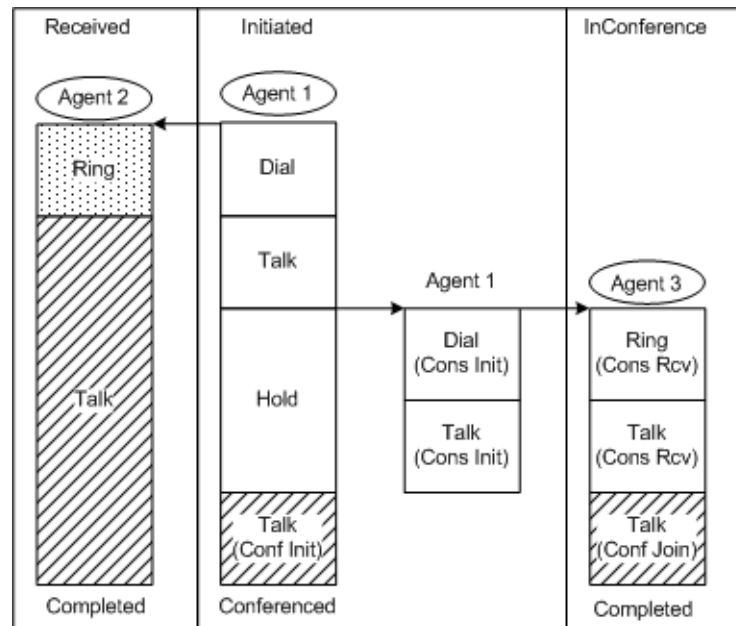 Received
Initiated
InConference
Agent 2
Agent 1
Ring
Dial
Talk
Agent 1
Agent 3
Talk
Hold
Dial
(Cons Init)
Ring
(Cons Rcv)
Talk
(Cons Init)
Talk
(Cons Rcv)
Talk
(Conf Init)
Talk
(Conf Join)
Completed
Conferenced
Completed